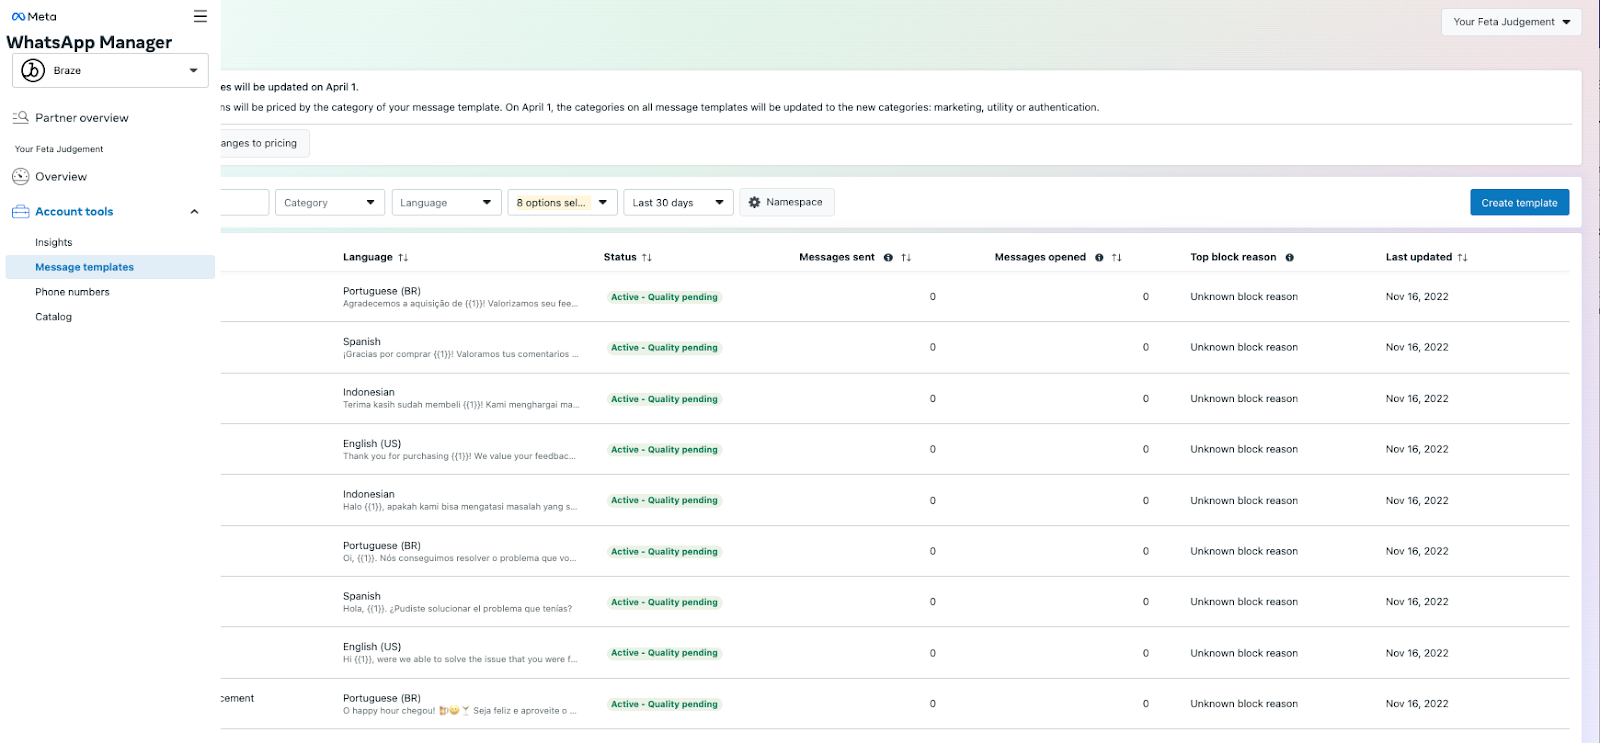 Meta
WhatsApp Manager
Braze
Partner overview
Your Feta Judgement
Overview
Account tools
Insights
Message templates
Phone numbers
Catalog
Your Feta Judgement
es will be updated on April 1.
ns will be priced by the category of your message template. On April 1, the categories on all message templates will be updated to the new categories: marketing, utility or authentication.
anges to pricing
Category Language 8 options sel... Last 30 days Namespace Create template
Language Status Messages sent Messages opened Top block reason Last updated
Portuguese (BR)
Agradecemos a aquisição de {{1}}! Valorizamos seu fee...
Active - Quality pending 0 0 Unknown block reason Nov 16, 2022
Spanish
¡Gracias por comprar {{1}}! Valoramos tus comentarios ...
Active - Quality pending 0 0 Unknown block reason Nov 16, 2022
Indonesian
Terima kasih sudah membeli {{1}}! Kami menghargai ma...
Active - Quality pending 0 0 Unknown block reason Nov 16, 2022
English (US)
Thank you for purchasing {{1}}! We value your feedbac...
Active - Quality pending 0 0 Unknown block reason Nov 16, 2022
Indonesian
Halo {{1}}, apakah kami bisa mengatasi masalah yang s...
Active - Quality pending 0 0 Unknown block reason Nov 16, 2022
Portuguese (BR)
Oi, {{1}}. Nós conseguimos resolver o problema que vo...
Active - Quality pending 0 0 Unknown block reason Nov 16, 2022
Spanish
Hola, {{1}}. ¿Pudiste solucionar el problema que tenías?
Active - Quality pending 0 0 Unknown block reason Nov 16, 2022
English (US)
Hi {{1}}, were we able to solve the issue that you were f...
Active - Quality pending 0 0 Unknown block reason Nov 16, 2022
cement
Portuguese (BR)
O happy hour chegou! 🍻😀🍸 Seja feliz e aproveite o ...
Active - Quality pending 0 0 Unknown block reason Nov 16, 2022